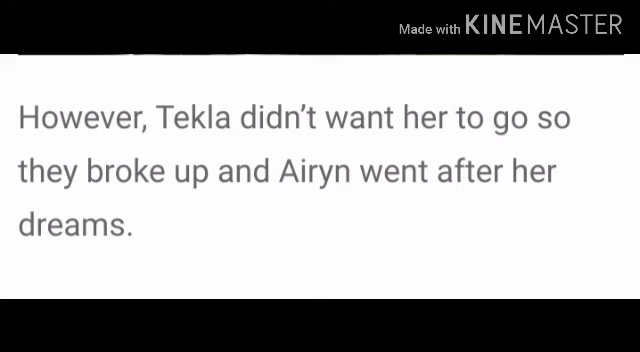 Made with KINEMASTER
However, Tekla didn’t want her to go so
they broke up and Airyn went after her
dreams.